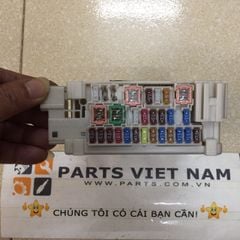 PARTS VIET NAM
WWW.PARTS.COM.VN
CHÚNG TÔI CÓ CÁI BẠN CẦN!